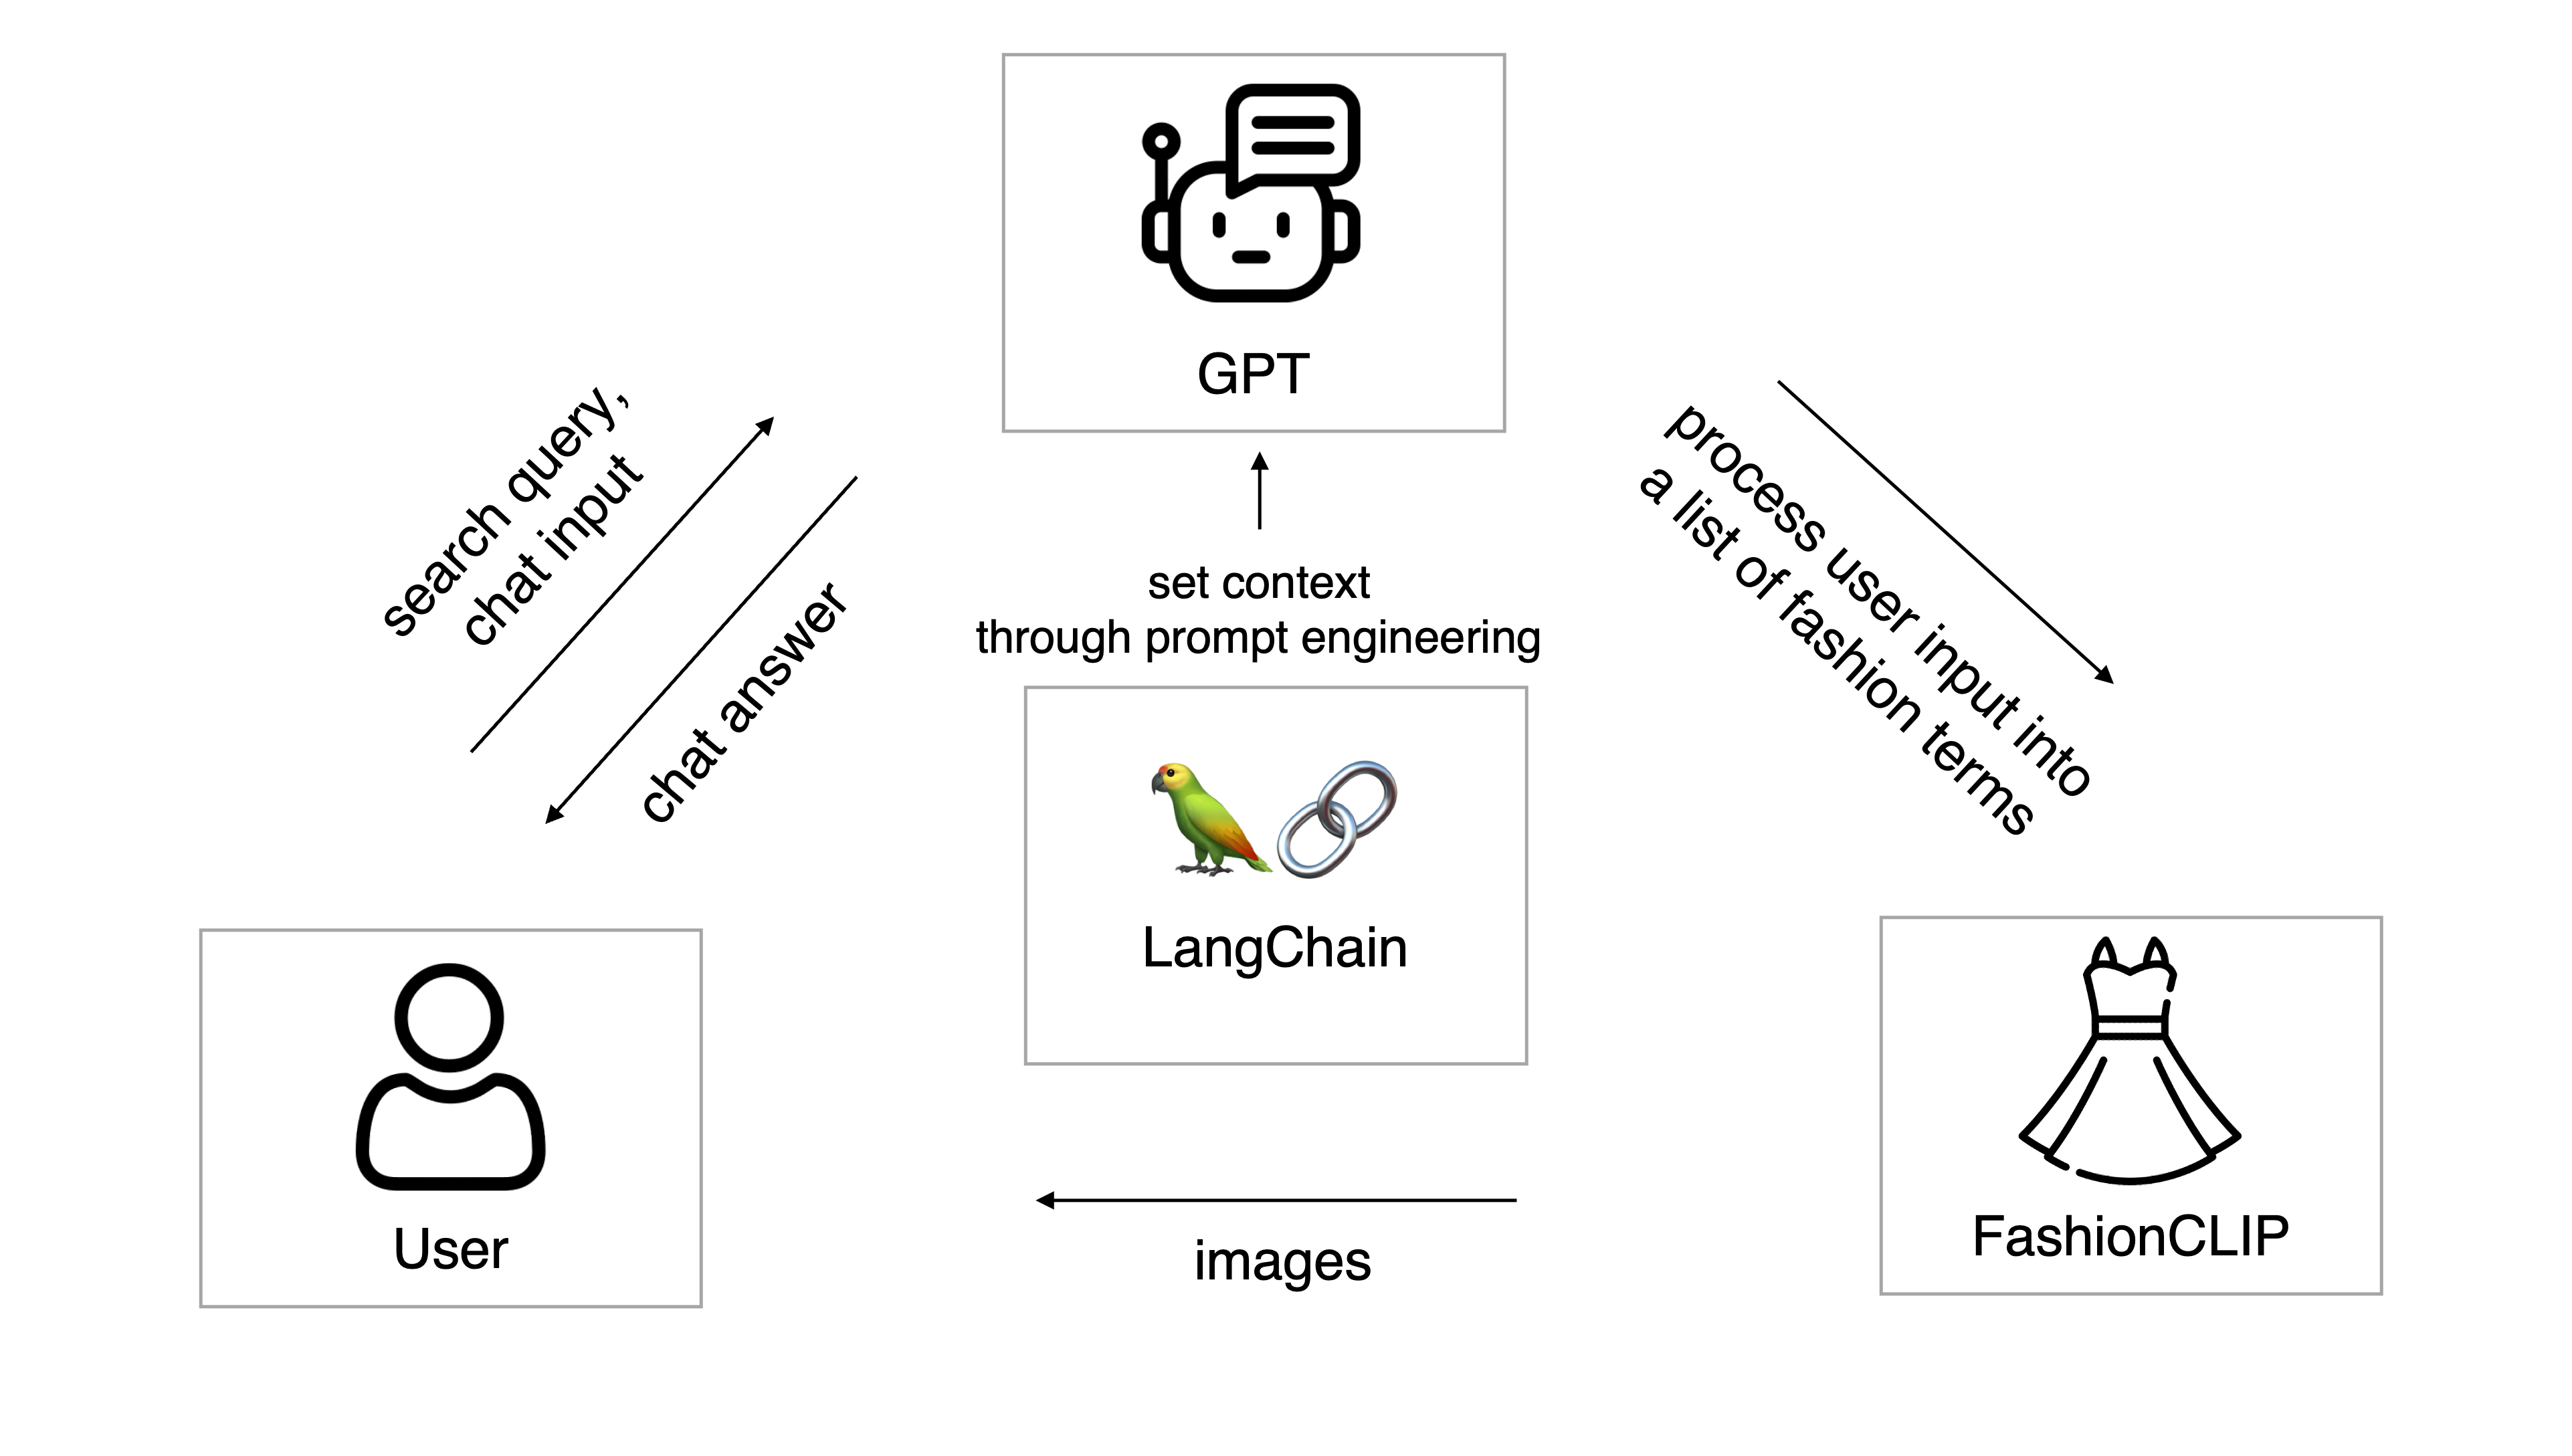 GPT
search query,
chat input
chat answer
set context
through prompt engineering
process user input into
a list of fashion terms
LangChain
User
images
FashionCLIP